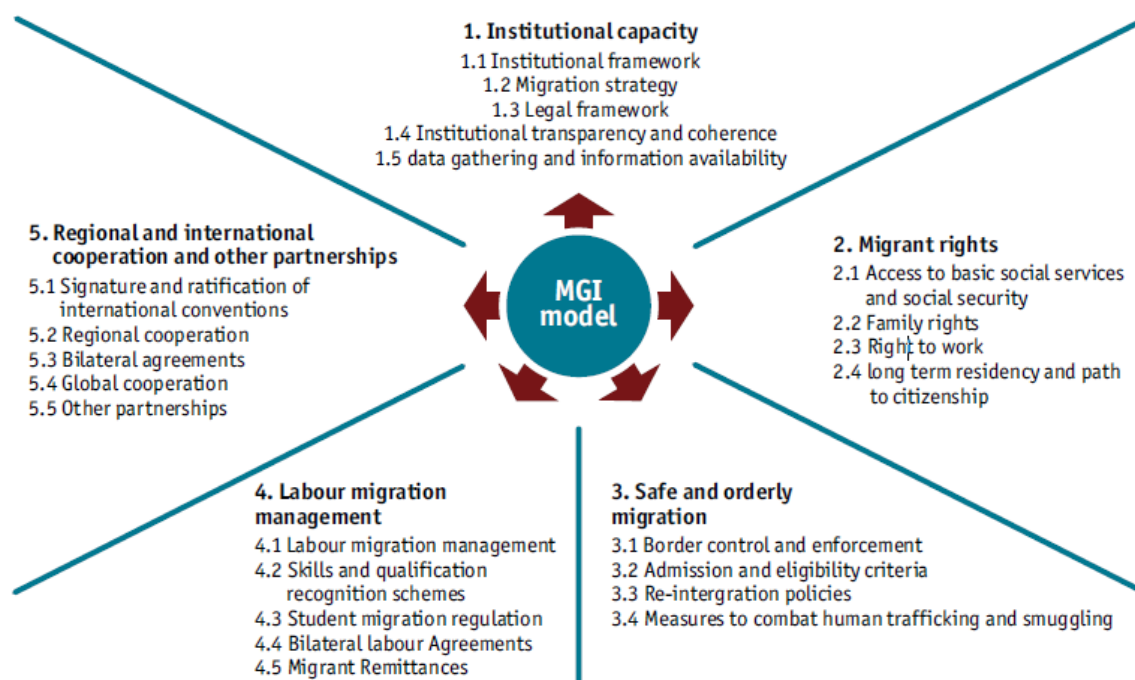 1. Institutional capacity
1.1 Institutional framework
1.2 Migration strategy
1.3 Legal framework
1.4 Institutional transparency and coherence
1.5 data gathering and information availability
MGI
model
2. Migrant rights
2.1 Access to basic social services
and social security
2.2 Family rights
2.3 Right to work
2.4 long term residency and path
to citizenship
3. Safe and orderly
migration
3.1 Border control and enforcement
3.2 Admission and eligibility criteria
3.3 Re-intergration policies
3.4 Measures to combat human trafficking and smuggling
4. Labour migration
management
4.1 Labour migration management
4.2 Skills and qualification
recognition schemes
4.3 Student migration regulation
4.4 Bilateral labour Agreements
4.5 Migrant Remittances
5. Regional and international
cooperation and other partnerships
5.1 Signature and ratification of
international conventions
5.2 Regional cooperation
5.3 Bilateral agreements
5.4 Global cooperation
5.5 Other partnerships